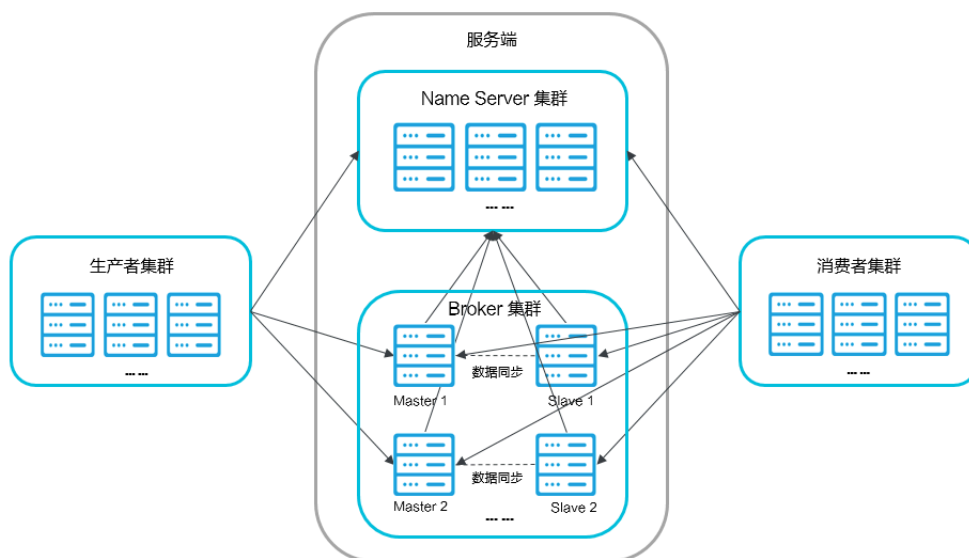 服务端
Name Server 集群
... ...
生产者集群
... ...
消费者集群
... ...
Broker 集群
数据同步
Master 1
Slave 1
数据同步
Master 2
Slave 2
... ...